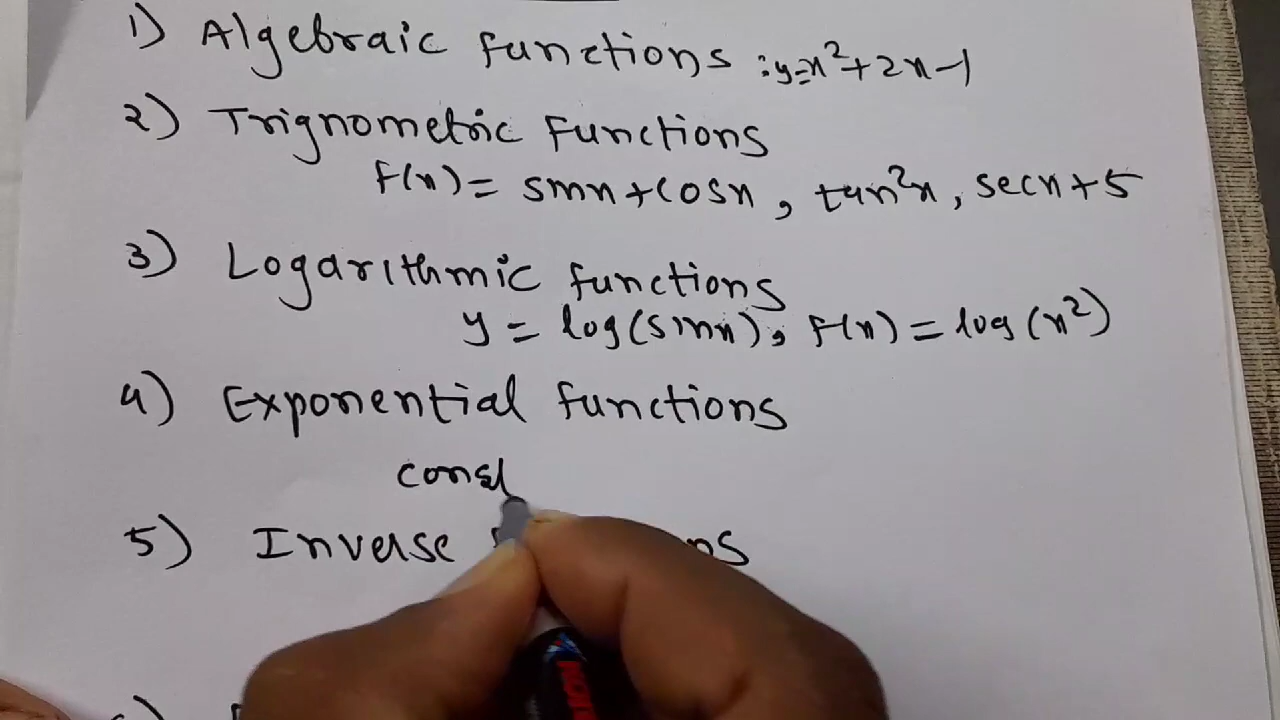 1) Algebraic functions : y=x²+2x-1
2) Trignometric Functions
F(x) = sinx+cosx, tan²x, secx+5
3) Logarithmic functions
y = log(sinx), F(x) = log(x²)
4) Exponential functions
const
5) Inverse